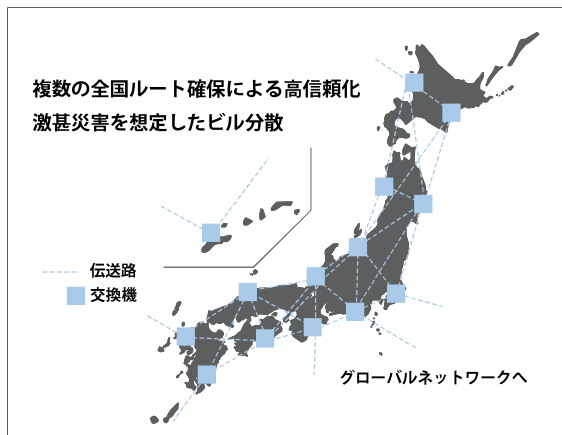 複数の全国ルート確保による高信頼化
激甚災害を想定したビル分散
伝送路
交換機
グローバルネットワークへ